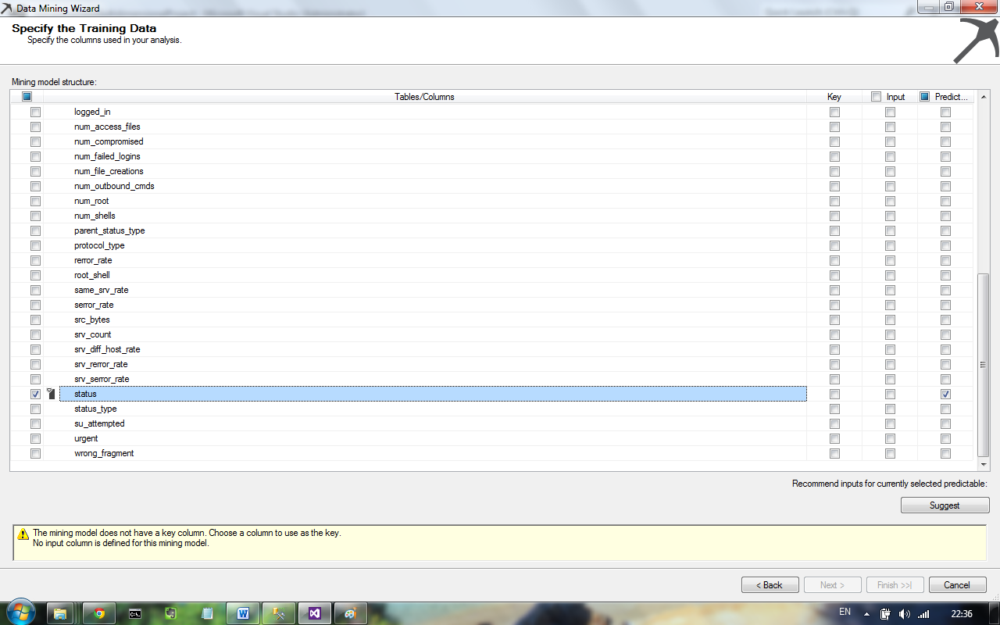 Data Mining Wizard
Specify the Training Data
Specify the columns used in your analysis.
Mining model structure:
Tables/Columns Key Input Predict...
logged_in
num_access_files
num_compromised
num_failed_logins
num_file_creations
num_outbound_cmds
num_root
num_shells
parent_status_type
protocol_type
rerror_rate
root_shell
same_srv_rate
serror_rate
src_bytes
srv_count
srv_diff_host_rate
srv_rerror_rate
srv_serror_rate
status
status_type
su_attempted
urgent
wrong_fragment
Recommend inputs for currently selected predictable:
Suggest
The mining model does not have a key column. Choose a column to use as the key.
No input column is defined for this mining model.
< Back Next > Finish >>| Cancel
EN 22:36